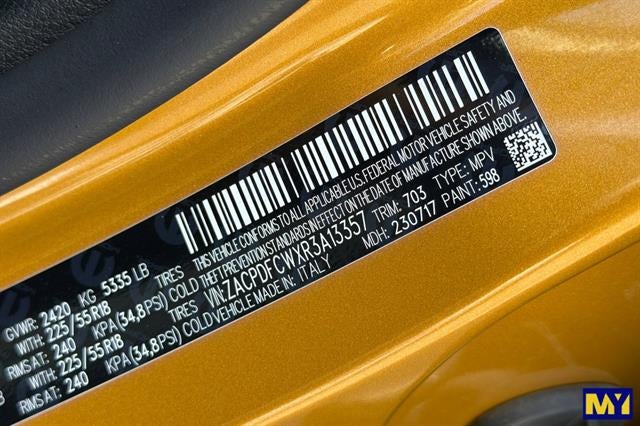 THIS VEHICLE CONFORMS TO ALL APPLICABLE U.S. FEDERAL MOTOR VEHICLE SAFETY AND
THEFT PREVENTION STANDARDS IN EFFECT ON THE DATE OF MANUFACTURE SHOWN ABOVE.
VIN: ZACPDFCWXR3A13357 TRIM: 703 TYPE: MPV
VEHICLE MADE IN: ITALY MDH: 230717 PAINT: 598
GVWR: 2420 KG 5335 LB
WITH: 225/55R18 TIRES
RIMS AT: 240 KPA(34,8PSI) COLD
WITH: 225/55R18 TIRES
RIMS AT: 240 KPA(34,8PSI) COLD
MY